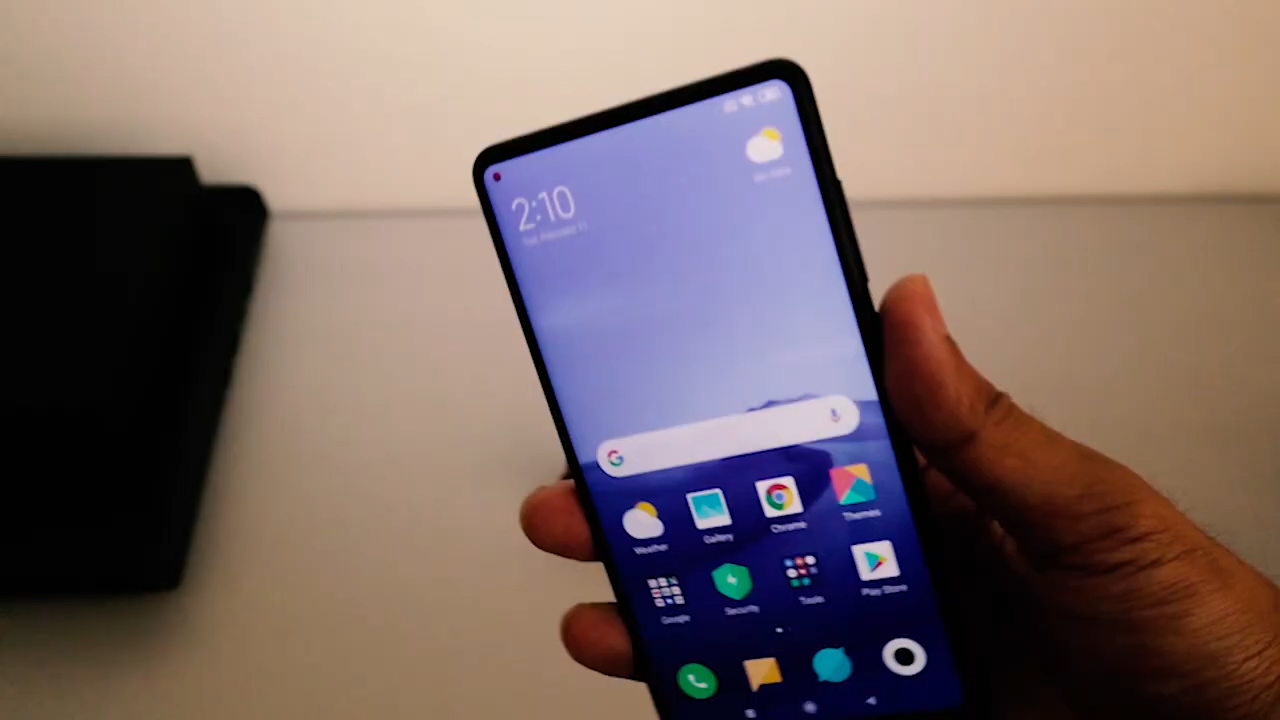 2:10
Weather
Gallery
Chrome
Themes
Google
Security
Tools
Play Store